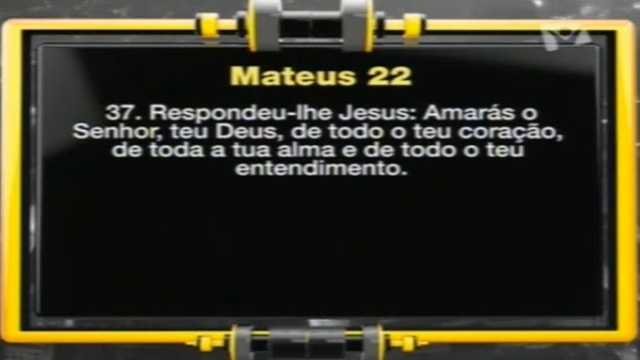 Mateus 22
37. Respondeu-lhe Jesus: Amarás o
Senhor, teu Deus, de todo o teu coração,
de toda a tua alma e de todo o teu
entendimento.